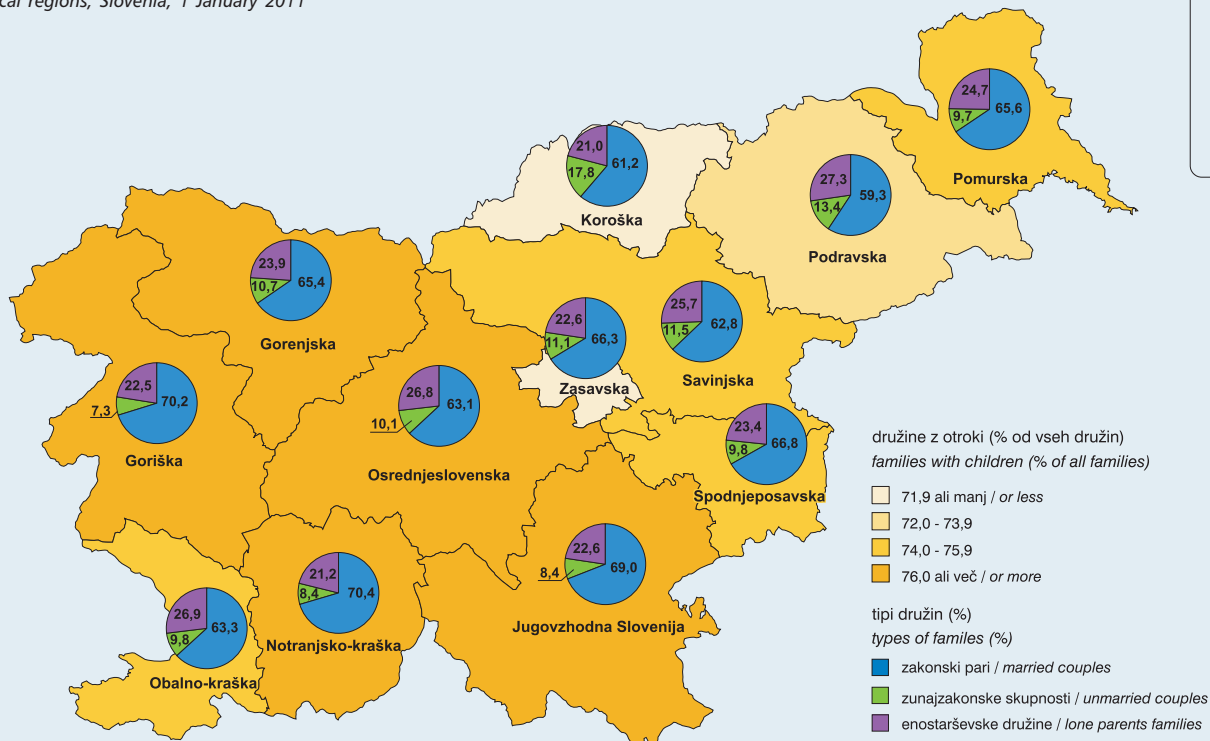 cal regions, Slovenia, 1 January 2011
24,7
65,6
9,7
Pomurska
21,0
61,2
17,8
Koroška
27,3
59,3
13,4
Podravska
23,9
65,4
10,7
Gorenjska
25,7
62,8
11,5
Savinjska
22,6
66,3
11,1
Zasavska
22,5
70,2
7,3
Goriška
26,8
63,1
10,1
Osrednjeslovenska
23,4
66,8
9,8
Spodnjeposavska
22,6
69,0
8,4
Jugovzhodna Slovenija
21,2
70,4
8,4
Notranjsko-kraška
26,9
63,3
9,8
Obalno-kraška
družine z otroki (% od vseh družin)
families with children (% of all families)
71,9 ali manj / or less
72,0 - 73,9
74,0 - 75,9
76,0 ali več / or more
tipi družin (%)
types of familes (%)
zakonski pari / married couples
zunajzakonske skupnosti / unmarried couples
enostarševske družine / lone parents families